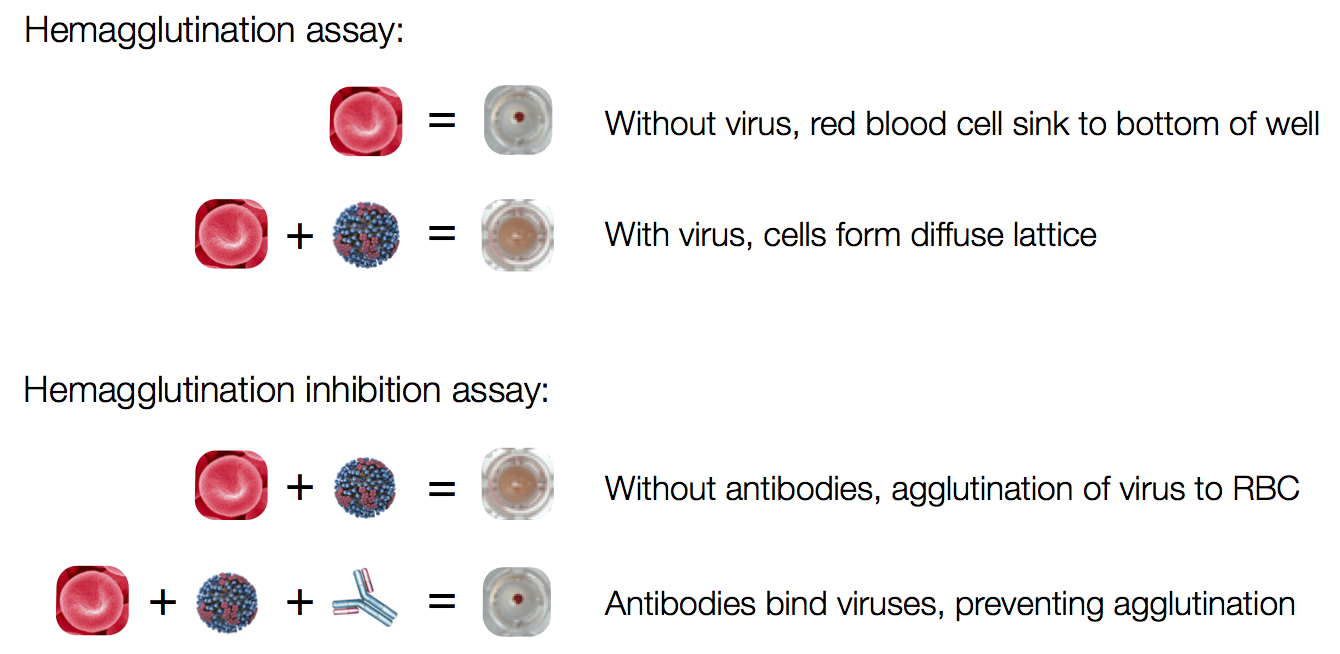 Hemagglutination assay:
= Without virus, red blood cell sink to bottom of well
+ = With virus, cells form diffuse lattice
Hemagglutination inhibition assay:
+ = Without antibodies, agglutination of virus to RBC
+ + = Antibodies bind viruses, preventing agglutination